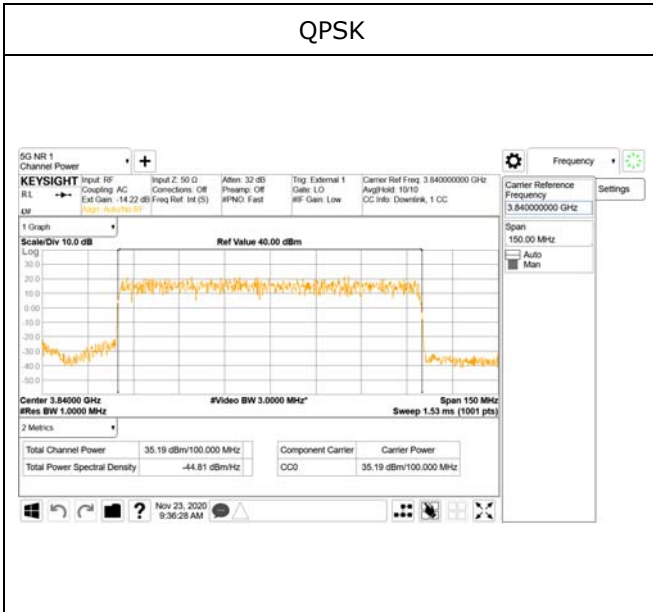 QPSK
5G NR 1
Channel Power
Frequency
KEYSIGHT
RL
Input: RF
Coupling: AC
Ext Gain: -14.22 dB
Align: Auto/No RF
Input Z: 50 Ω
Corrections: Off
Freq Ref: Int (S)
Atten: 32 dB
Preamp: Off
#PNO: Fast
Trig: External 1
Gate: LO
#IF Gain: Low
Carrier Ref Freq: 3.840000000 GHz
Avg|Hold: 10/10
CC Info: Downlink, 1 CC
Carrier Reference
Frequency
3.840000000 GHz
Settings
Span
150.00 MHz
Auto
Man
1 Graph
Scale/Div 10.0 dB
Ref Value 40.00 dBm
Log
30.0
20.0
10.0
0.00
-10.0
-20.0
-30.0
-40.0
-50.0
Center 3.84000 GHz
#Video BW 3.0000 MHz*
Span 150 MHz
#Res BW 1.0000 MHz
Sweep 1.53 ms (1001 pts)
2 Metrics
Total Channel Power 35.19 dBm/100.000 MHz
Total Power Spectral Density -44.81 dBm/Hz
Component Carrier Carrier Power
CC0 35.19 dBm/100.000 MHz
Nov 23, 2020
9:36:28 AM